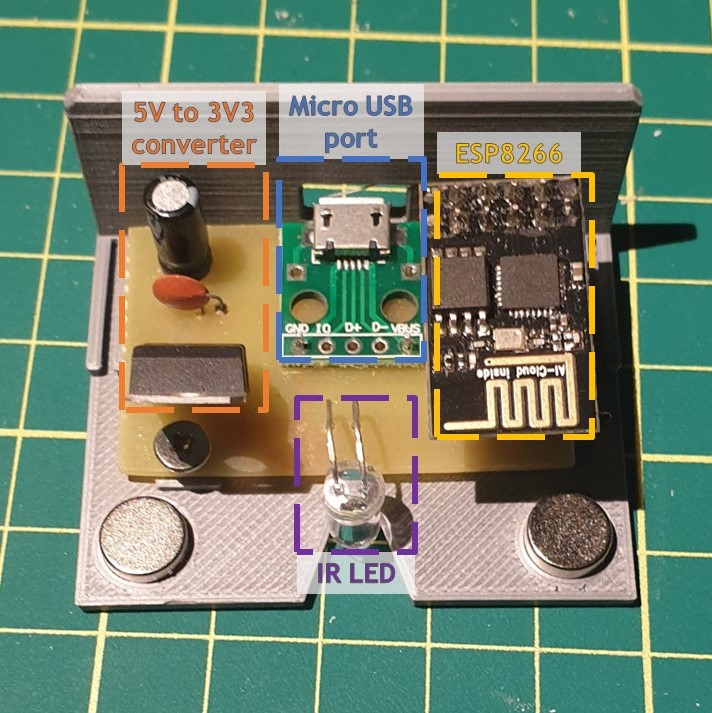 5V to 3V3
converter
Micro USB
port
ESP8266
GND IO D+ D- VBUS
AI-Cloud inside
IR LED